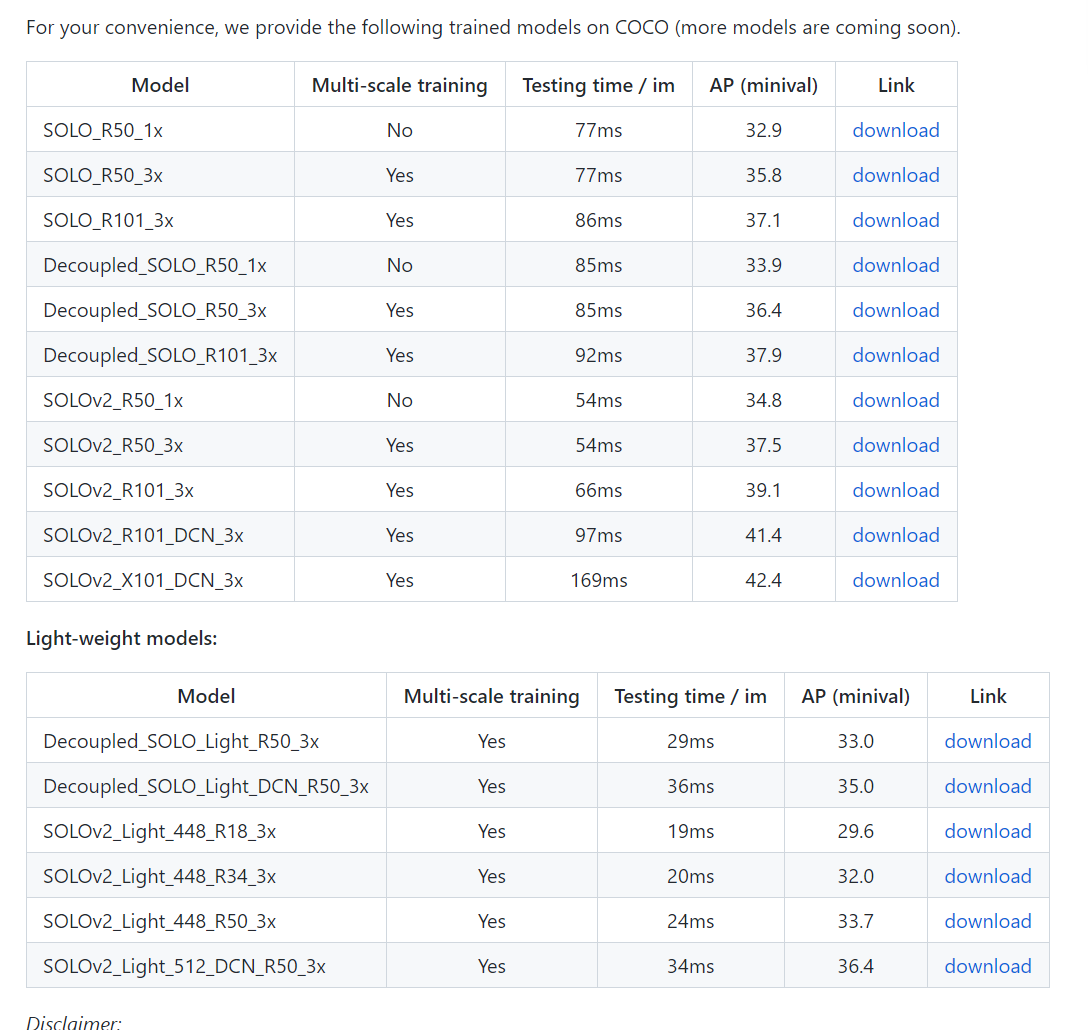 For your convenience, we provide the following trained models on COCO (more models are coming soon).
Model Multi-scale training Testing time / im AP (minival) Link
SOLO_R50_1x No 77ms 32.9 download
SOLO_R50_3x Yes 77ms 35.8 download
SOLO_R101_3x Yes 86ms 37.1 download
Decoupled_SOLO_R50_1x No 85ms 33.9 download
Decoupled_SOLO_R50_3x Yes 85ms 36.4 download
Decoupled_SOLO_R101_3x Yes 92ms 37.9 download
SOLOv2_R50_1x No 54ms 34.8 download
SOLOv2_R50_3x Yes 54ms 37.5 download
SOLOv2_R101_3x Yes 66ms 39.1 download
SOLOv2_R101_DCN_3x Yes 97ms 41.4 download
SOLOv2_X101_DCN_3x Yes 169ms 42.4 download
Light-weight models:
Model Multi-scale training Testing time / im AP (minival) Link
Decoupled_SOLO_Light_R50_3x Yes 29ms 33.0 download
Decoupled_SOLO_Light_DCN_R50_3x Yes 36ms 35.0 download
SOLOv2_Light_448_R18_3x Yes 19ms 29.6 download
SOLOv2_Light_448_R34_3x Yes 20ms 32.0 download
SOLOv2_Light_448_R50_3x Yes 24ms 33.7 download
SOLOv2_Light_512_DCN_R50_3x Yes 34ms 36.4 download
Disclaimer: